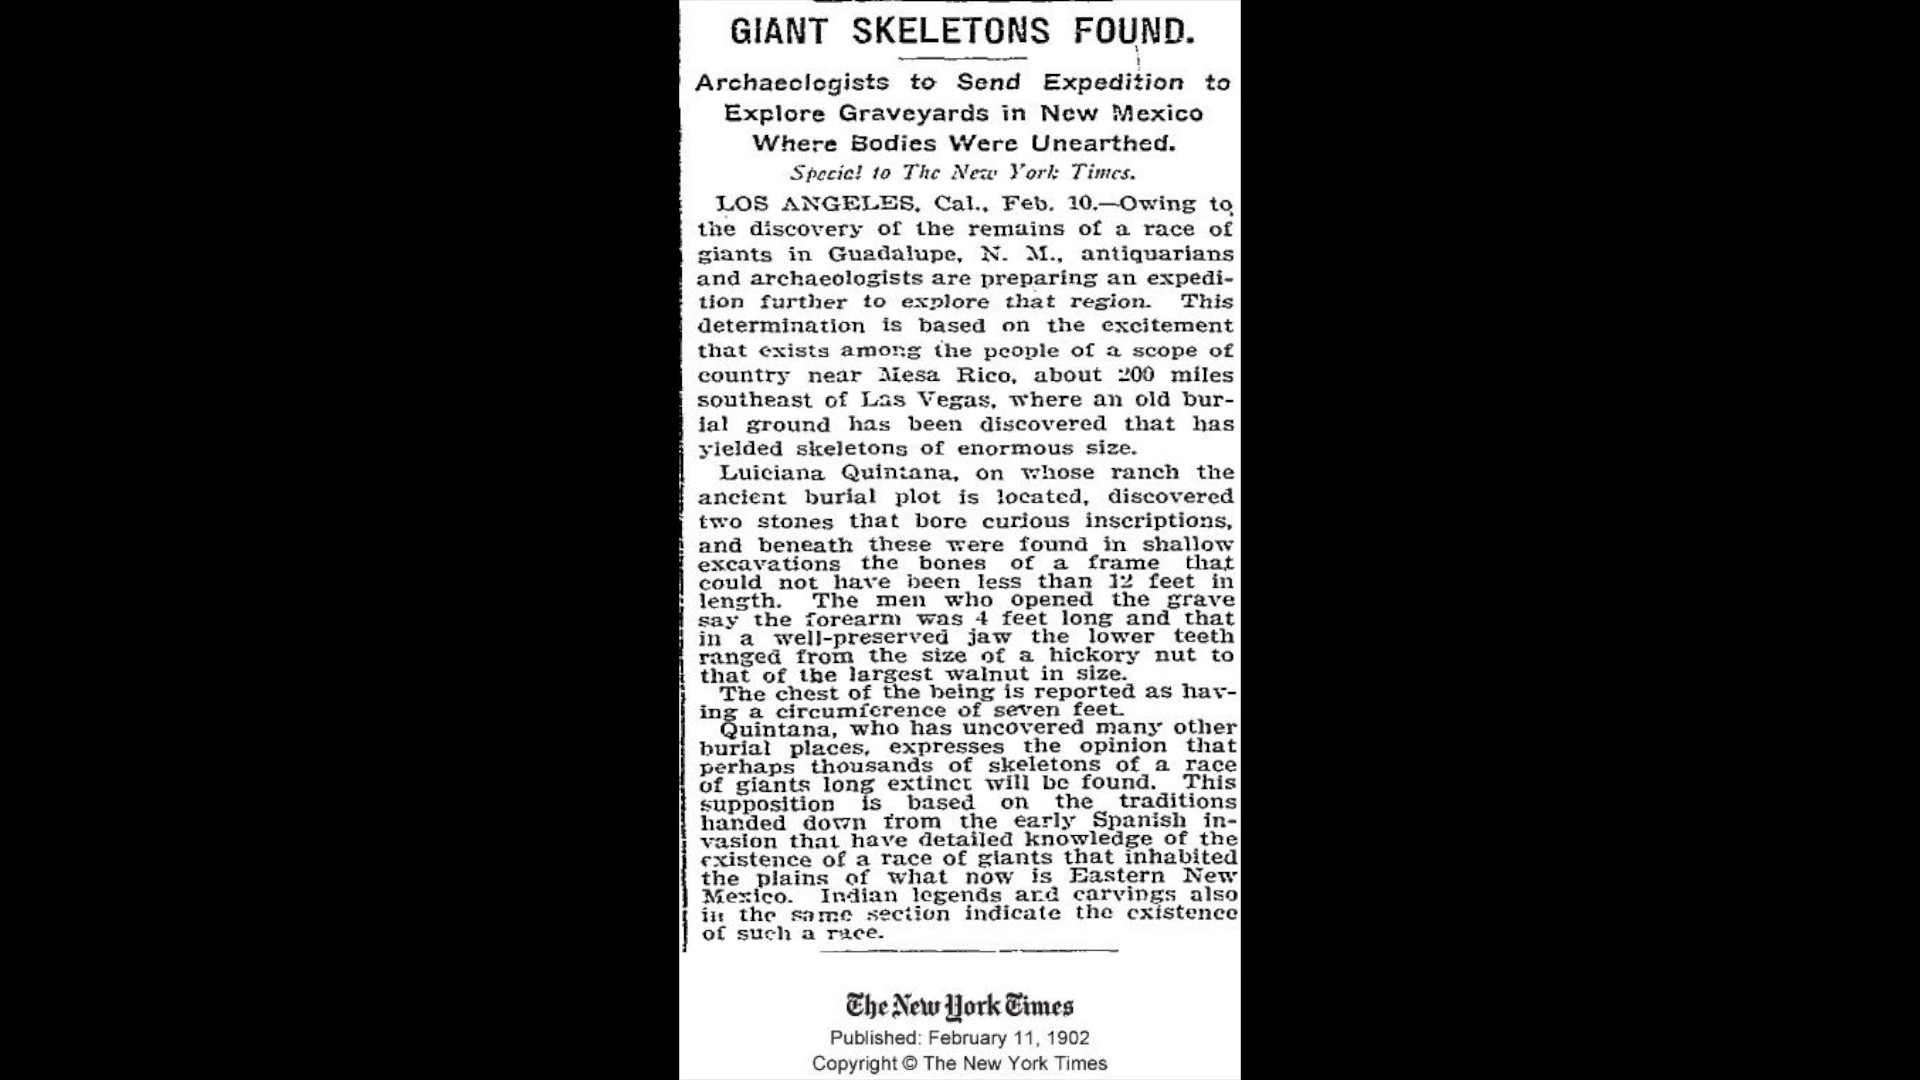 GIANT SKELETONS FOUND.
Archaeologists to Send Expedition to
Explore Graveyards in New Mexico
Where Bodies Were Unearthed.
Special to The New York Times.
LOS ANGELES, Cal., Feb. 10.—Owing to
the discovery of the remains of a race of
giants in Guadalupe, N. M., antiquarians
and archaeologists are preparing an expedi-
tion further to explore that region. This
determination is based on the excitement
that exists among the people of a scope of
country near Mesa Rico, about 200 miles
southeast of Las Vegas, where an old bur-
ial ground has been discovered that has
yielded skeletons of enormous size.
Luiciana Quintana, on whose ranch the
ancient burial plot is located, discovered
two stones that bore curious inscriptions,
and beneath these were found in shallow
excavations the bones of a frame that
could not have been less than 12 feet in
length. The men who opened the grave
say the forearm was 4 feet long and that
in a well-preserved jaw the lower teeth
ranged from the size of a hickory nut to
that of the largest walnut in size.
The chest of the being is reported as hav-
ing a circumference of seven feet.
Quintana, who has uncovered many other
burial places, expresses the opinion that
perhaps thousands of skeletons of a race
of giants long extinct will be found. This
supposition is based on the traditions
handed down from the early Spanish in-
vasion that have detailed knowledge of the
existence of a race of giants that inhabited
the plains of what now is Eastern New
Mexico. Indian legends and carvings also
in the same section indicate the existence
of such a race.
The New York Times
Published: February 11, 1902
Copyright © The New York Times